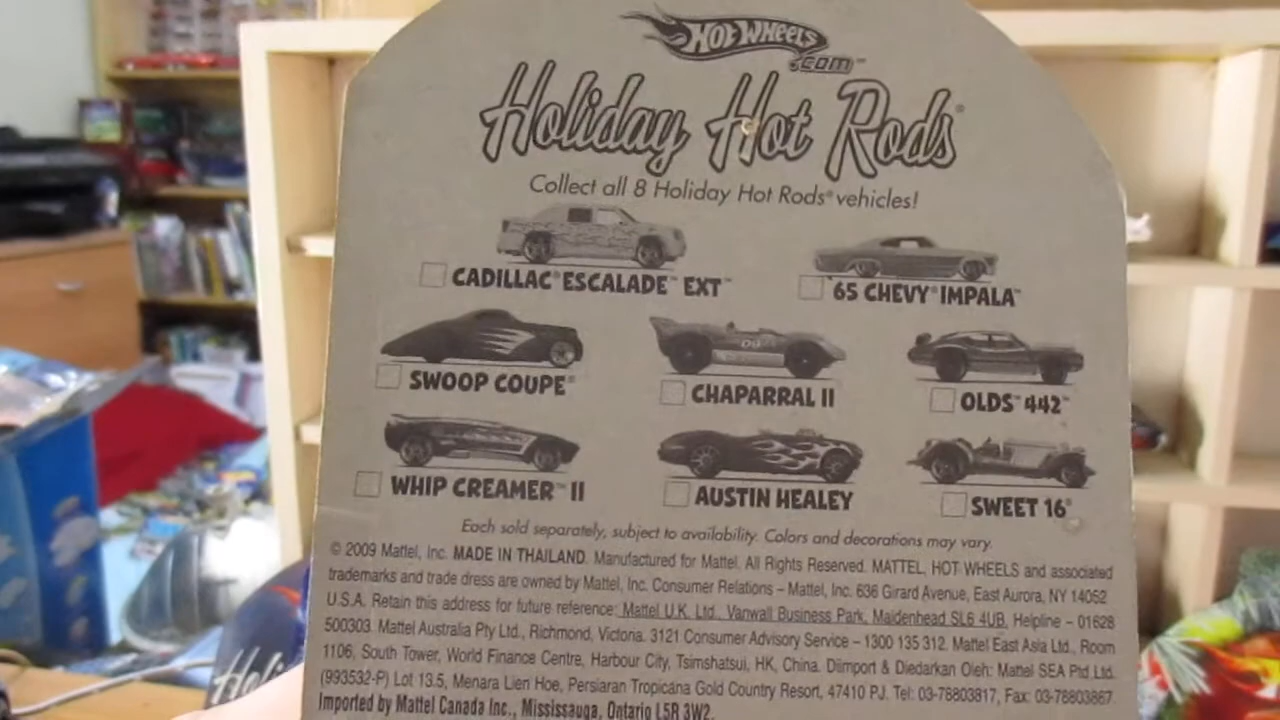 HOT WHEELS
.com™
Holiday Hot Rods®
Collect all 8 Holiday Hot Rods® vehicles!
CADILLAC® ESCALADE™ EXT™
'65 CHEVY® IMPALA™
SWOOP COUPE®
CHAPARRAL II
OLDS™ 442™
WHIP CREAMER™ II
AUSTIN HEALEY
SWEET 16®
Each sold separately, subject to availability. Colors and decorations may vary.
© 2009 Mattel, Inc. MADE IN THAILAND. Manufactured for Mattel. All Rights Reserved. MATTEL, HOT WHEELS and associated
trademarks and trade dress are owned by Mattel, Inc. Consumer Relations – Mattel, Inc. 636 Girard Avenue, East Aurora, NY 14052
U.S.A. Retain this address for future reference: Mattel U.K. Ltd., Vanwall Business Park, Maidenhead SL6 4UB, Helpline – 01628
500303. Mattel Australia Pty Ltd., Richmond, Victoria. 3121 Consumer Advisory Service – 1300 135 312. Mattel East Asia Ltd., Room
1106, South Tower, World Finance Centre, Harbour City, Tsimshatsui, HK, China. Diimport & Diedarkan Oleh: Mattel SEA Ptd Ltd.
(993532-P) Lot 13.5, Menara Lien Hoe, Persiaran Tropicana Gold Country Resort, 47410 PJ. Tel: 03-78803817, Fax: 03-78803867.
Imported by Mattel Canada Inc., Mississauga, Ontario L5R 3W2.
Holi